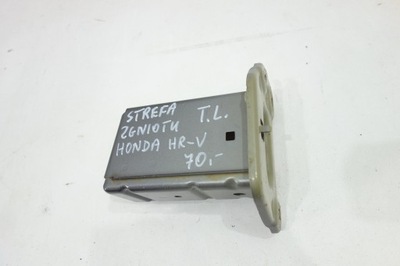 STREFA T.L.
ZGNIOTU
HONDA HR-V
70,-